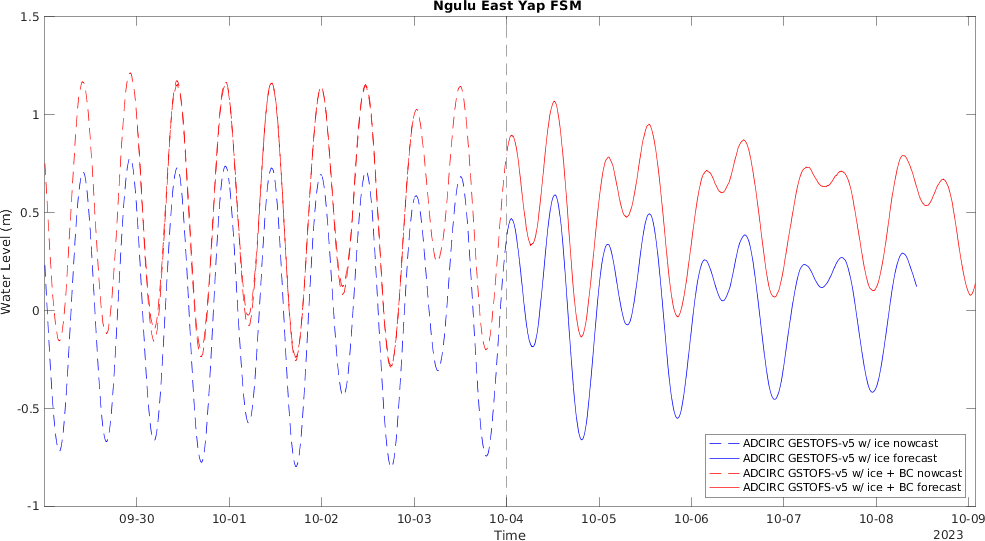 Ngulu East Yap FSM
1.5
1
0.5
0
-0.5
-1
Water Level (m)
ADCIRC GESTOFS-v5 w/ ice nowcast
ADCIRC GESTOFS-v5 w/ ice forecast
ADCIRC GSTOFS-v5 w/ ice + BC nowcast
ADCIRC GSTOFS-v5 w/ ice + BC forecast
09-30 10-01 10-02 10-03 10-04 10-05 10-06 10-07 10-08 10-09
Time 2023